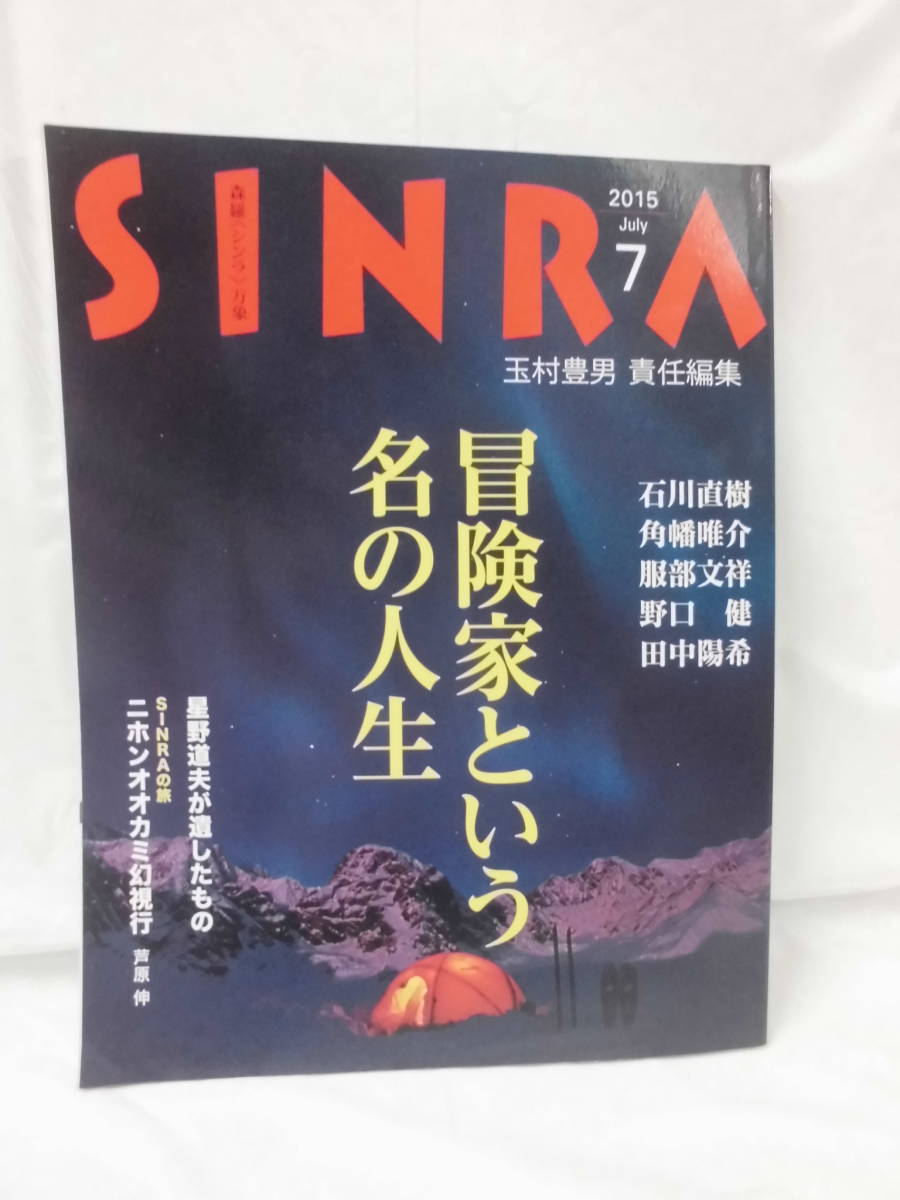 SINRA
森羅〈シンラ〉万象
2015
July
7
玉村豊男 責任編集
冒険家という
名の人生
石川直樹
角幡唯介
服部文祥
野口 健
田中陽希
星野道夫が遺したもの
SINRAの旅
ニホンオオカミ幻視行 芦原 伸